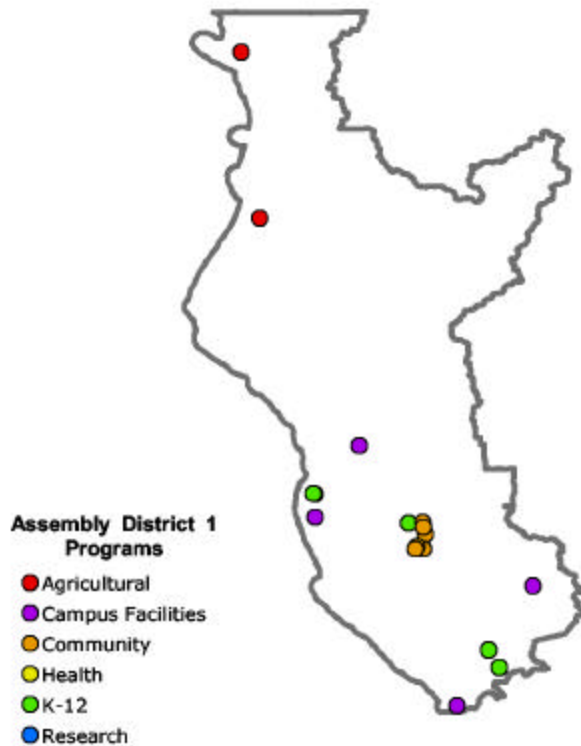 Assembly District 1
Programs
Agricultural
Campus Facilities
Community
Health
K-12
Research